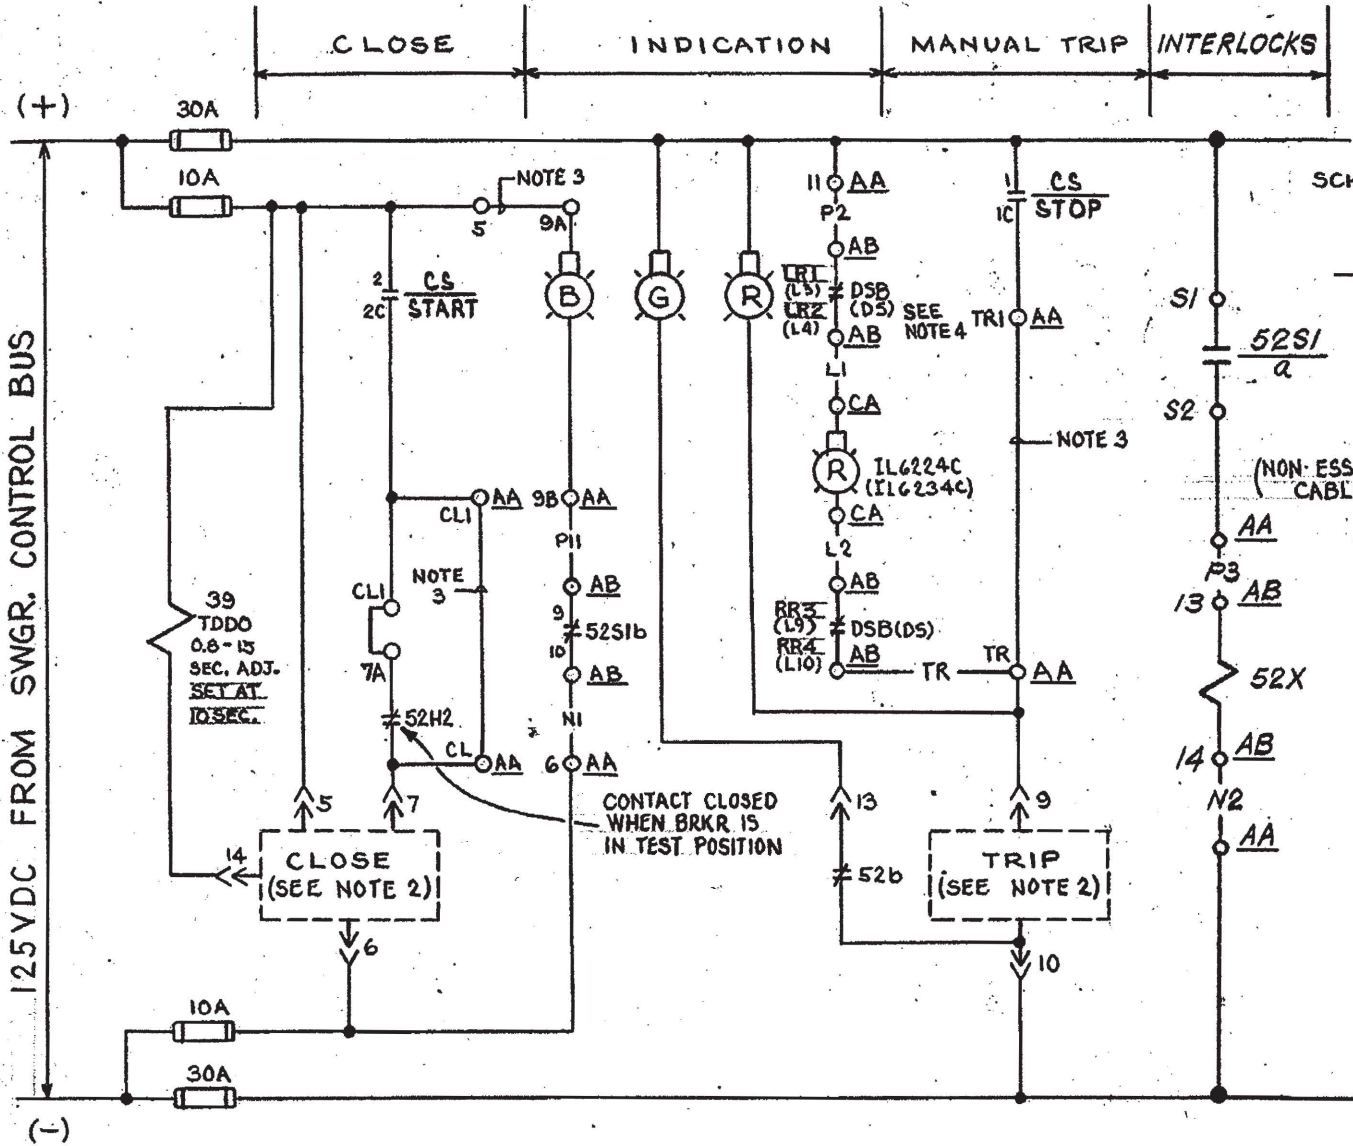 CLOSE
INDICATION
MANUAL TRIP
INTERLOCKS
(+)
30A
10A
NOTE 3
5
9A
11
AA
P2
AB
1
1C
CS
STOP
SCH
2
2C
CS
START
B
G
R
LR1
(L3)
LR2
(L4)
DSB
(D5)
AB
SEE
NOTE 4
TR1
AA
S1
52S1
a
S2
L1
CA
R
IL6224C
(IL6234C)
CA
L2
AB
NOTE 3
(NON-ESS
CABL
125VDC FROM SWGR. CONTROL BUS
AA
CL1
9B
AA
P11
AB
NOTE
3
CL1
7A
9
10
52S1b
AB
N1
39
TDDO
0.8-15
SEC. ADJ.
SET AT
10 SEC.
52H2
CL
AA
6
AA
RR3
(L9)
RR4
(L10)
DSB(D5)
AB
TR
TR
AA
AA
P3
13
AB
52X
14
AB
N2
AA
5
7
CONTACT CLOSED
WHEN BRKR IS
IN TEST POSITION
13
9
14
CLOSE
(SEE NOTE 2)
52b
TRIP
(SEE NOTE 2)
6
10
10A
30A
(-)